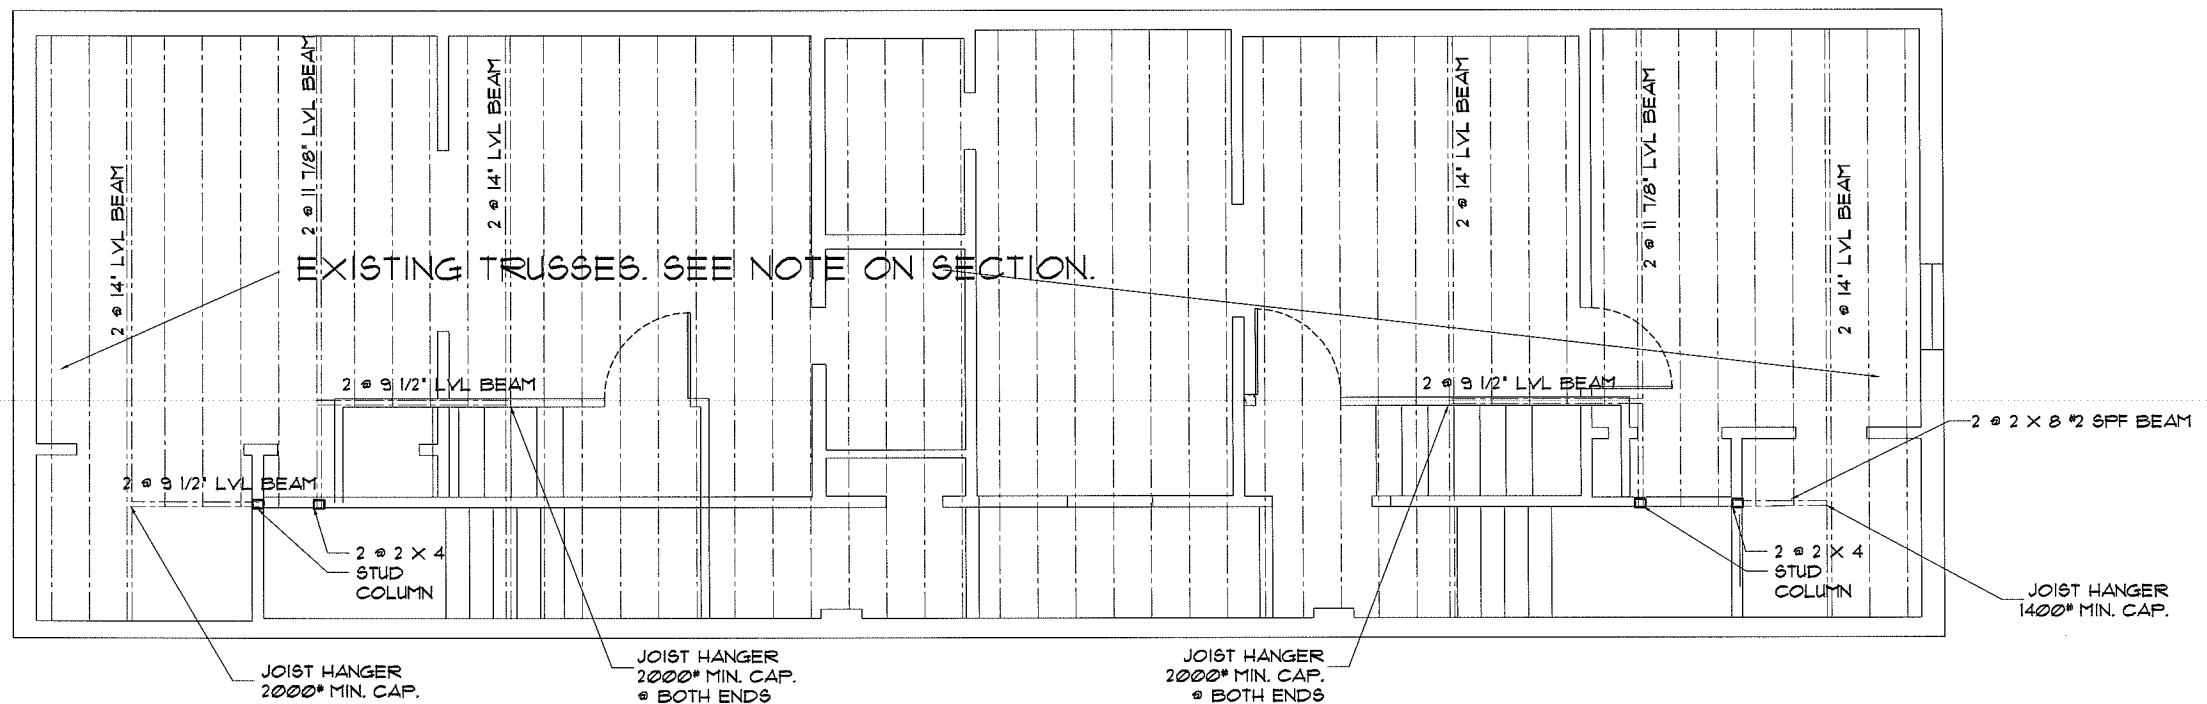 2 @ 14" LVL BEAM
2 @ 11 7/8" LVL BEAM
2 @ 14" LVL BEAM
2 @ 14" LVL BEAM
2 @ 11 7/8" LVL BEAM
2 @ 14" LVL BEAM
EXISTING TRUSSES. SEE NOTE ON SECTION.
2 @ 9 1/2" LVL BEAM
2 @ 9 1/2" LVL BEAM
2 @ 2 X 8 #2 SPF BEAM
2 @ 9 1/2" LVL BEAM
2 @ 2 X 4
STUD
COLUMN
2 @ 2 X 4
STUD
COLUMN
JOIST HANGER
1400# MIN. CAP.
JOIST HANGER
2000# MIN. CAP.
JOIST HANGER
2000# MIN. CAP.
@ BOTH ENDS
JOIST HANGER
2000# MIN. CAP.
@ BOTH ENDS